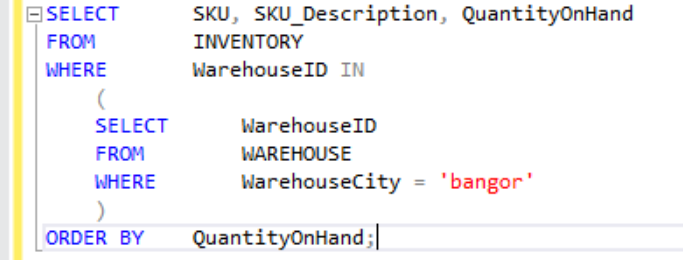 SELECT SKU, SKU_Description, QuantityOnHand
FROM INVENTORY
WHERE WarehouseID IN
(
SELECT WarehouseID
FROM WAREHOUSE
WHERE WarehouseCity = 'bangor'
)
ORDER BY QuantityOnHand;